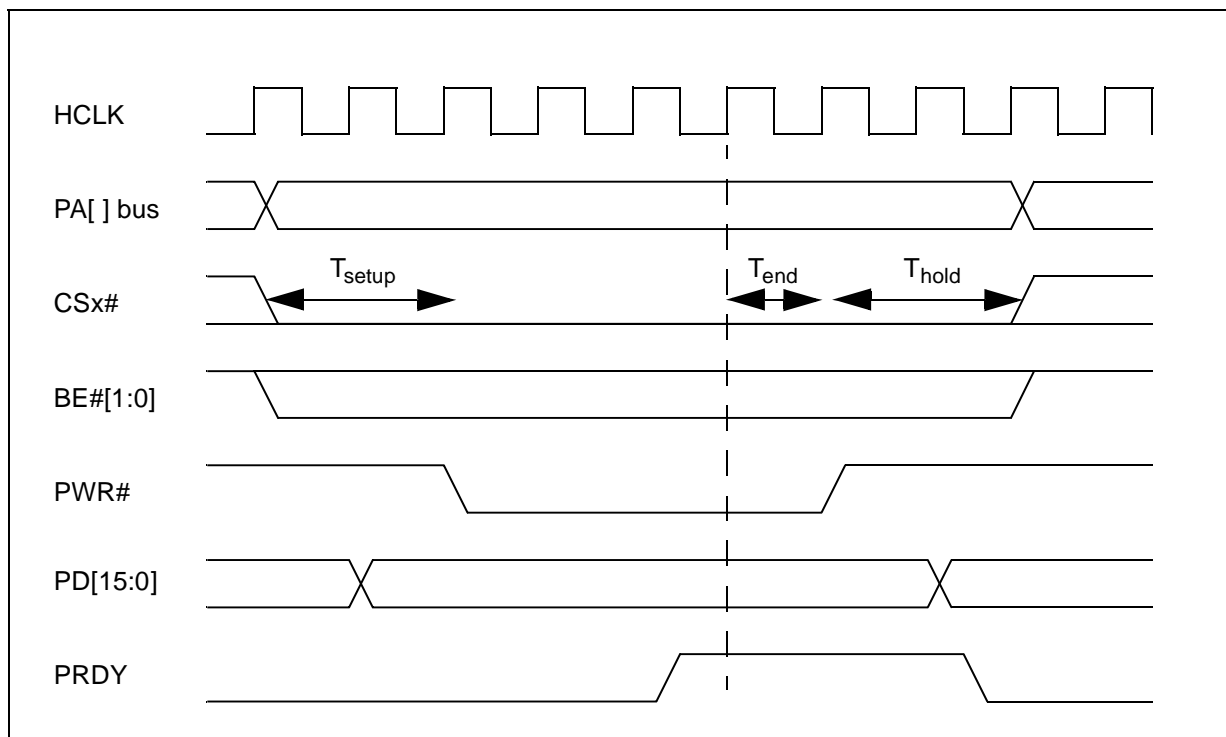 HCLK
PA[ ] bus
Tsetup
Tend
Thold
CSx#
BE#[1:0]
PWR#
PD[15:0]
PRDY